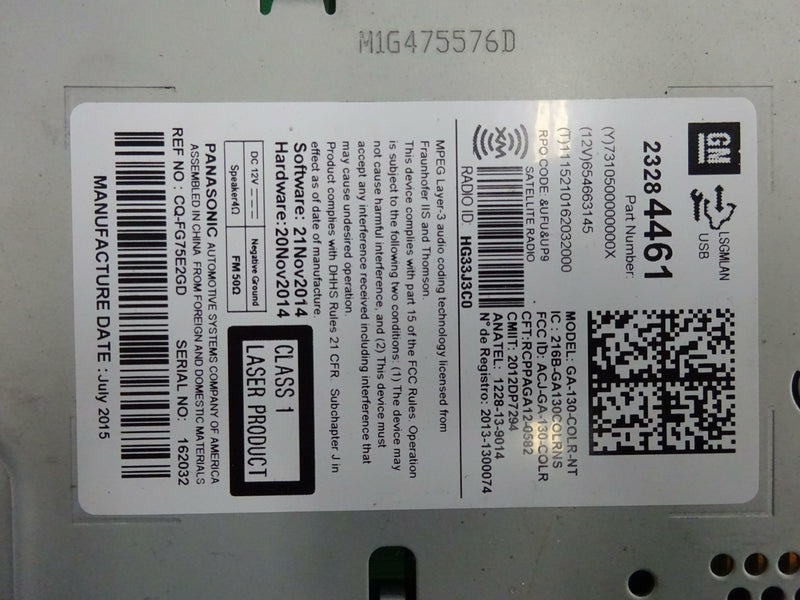 M1G475576D
GM
LSGMLAN
USB
Part Number:
2328 4461
(Y)7310500000000X
(12V)654663145
(T)1115210162032000
RPO CODE :&UFU&UP9
XM
SATELLITE RADIO
RADIO ID: HG33J3C0
MODEL: GA-130-COLR-NT
IC : 216B-GA130COLRNS
FCC ID: ACJ-GA-130-COLR
CFT:RCPPAGA12-0582
CMIIT: 2012DP7294
ANATEL: 1228-13-9014
N° de Registro: 2013-1300074
MPEG Layer-3 audio coding technology licensed from
Fraunhofer IIS and Thomson.
This device complies with part 15 of the FCC Rules. Operation
is subject to the following two conditions: (1) The device may
not cause harmful interference, and (2) This device must
accept any interference received including interference that
may cause undesired operation.
Product complies with DHHS Rules 21 CFR. Subchapter J in
effect as of date of manufacture.
Software: 21Nov2014
Hardware: 20Nov2014
DC 12V Negative Ground
Speaker4Ω FM 50Ω
CLASS 1
LASER PRODUCT
PANASONIC AUTOMOTIVE SYSTEMS COMPANY OF AMERICA
ASSEMBLED IN CHINA FROM FOREIGN AND DOMESTIC MATERIALS
REF NO : CQ-FG75E2GD SERIAL NO: 162032
MANUFACTURE DATE : July 2015